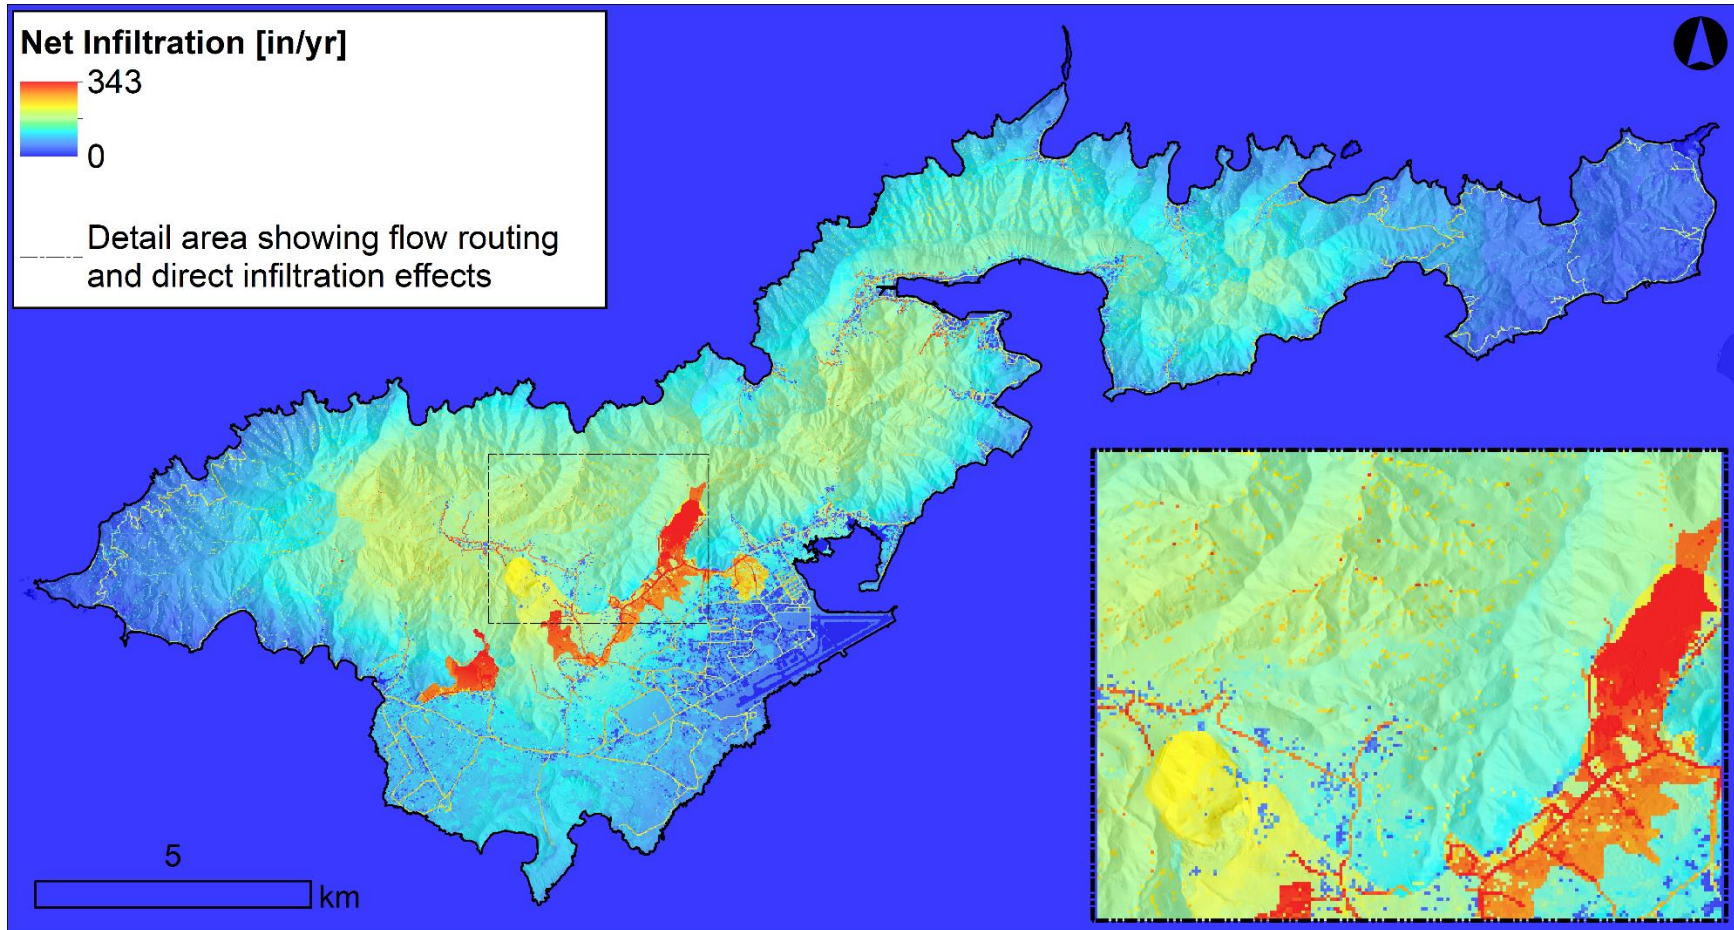 Net Infiltration [in/yr]
343
0
Detail area showing flow routing
and direct infiltration effects
5
km